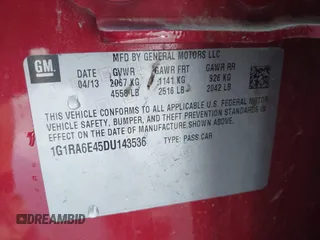 GM
MFD BY GENERAL MOTORS LLC
DATE GVWR GAWR FRT GAWR RR
04/13 2067 KG 1141 KG 926 KG
4558 LB 2516 LB 2042 LB
THIS VEHICLE CONFORMS TO ALL APPLICABLE U.S. FEDERAL MOTOR
VEHICLE SAFETY, BUMPER, AND THEFT PREVENTION STANDARDS IN EFFECT
ON THE DATE OF MANUFACTURE SHOWN ABOVE.
1G1RA6E45DU143536 TYPE: PASS CAR
DREAMBID